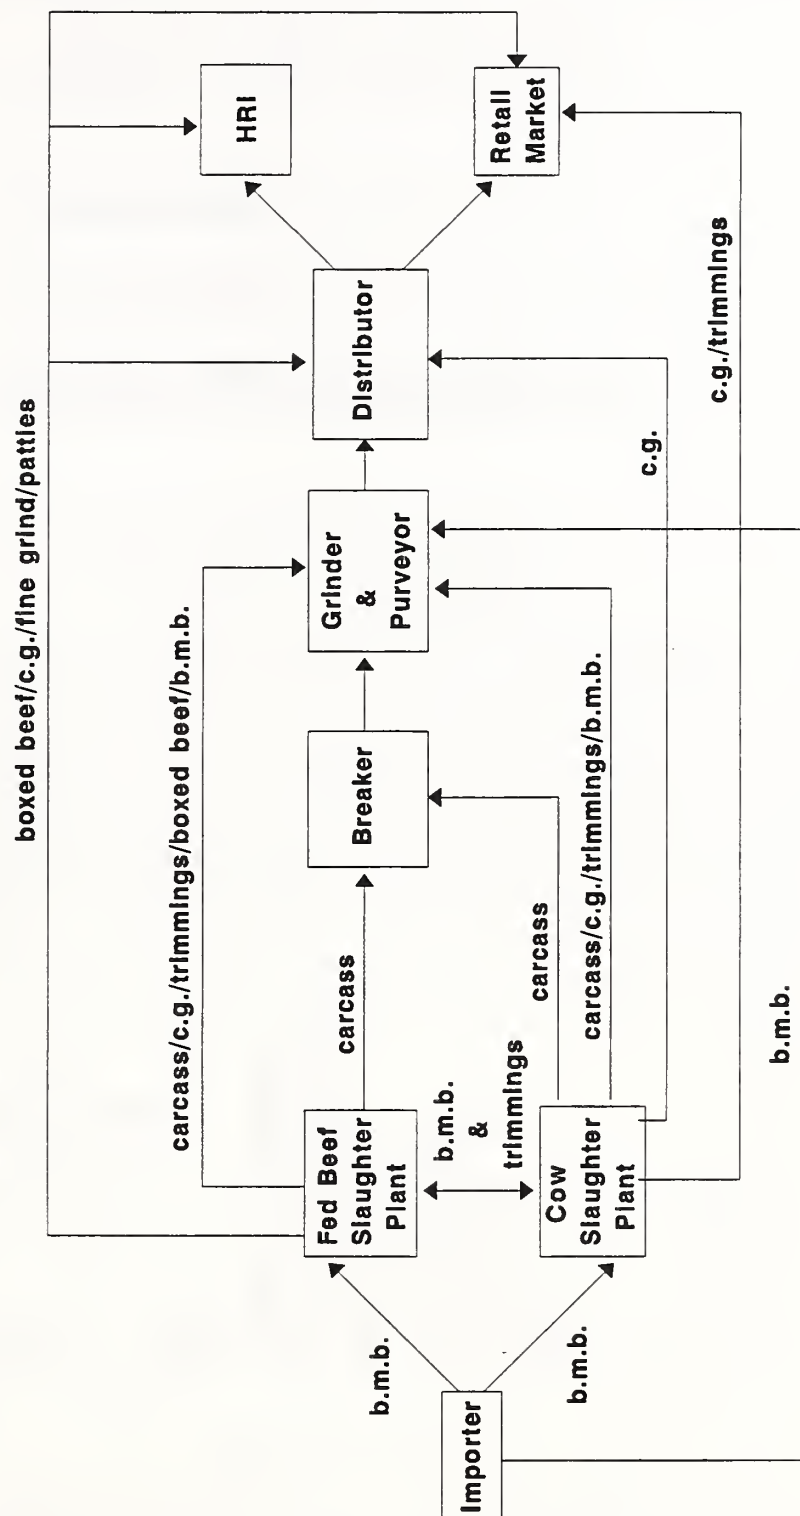 boxed beef/c.g./fine grind/patties
carcass/c.g./trimmings/boxed beef/b.m.b.
HRI
Retail
Market
Distributor
Grinder
&
Purveyor
Breaker
carcass
Fed Beef
Slaughter
Plant
b.m.b.
&
trimmings
carcass
carcass/c.g./trimmings/b.m.b.
c.g.
c.g./trimmings
Cow
Slaughter
Plant
b.m.b.
b.m.b.
Importer
b.m.b.